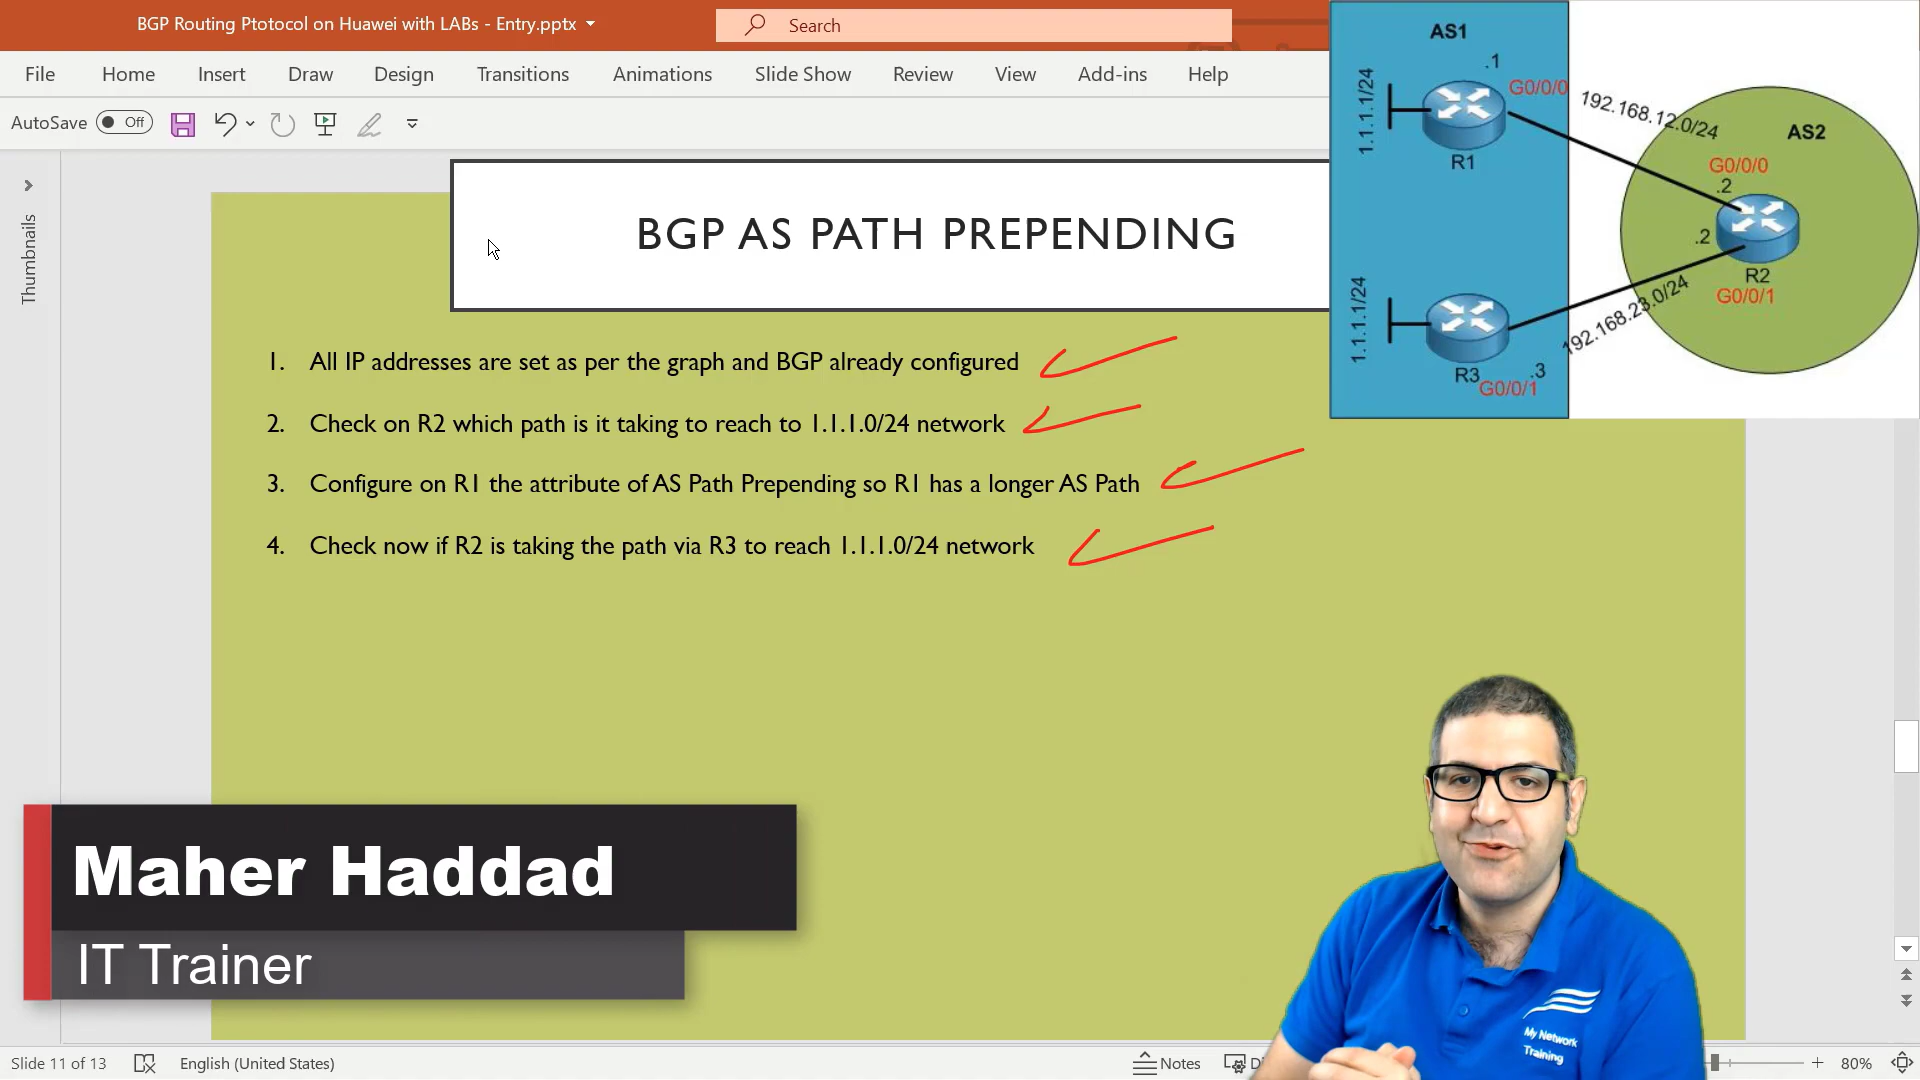 BGP Routing Ptotocol on Huawei with LABs - Entry.pptx
Search
File
Home
Insert
Draw
Design
Transitions
Animations
Slide Show
Review
View
Add-ins
Help
AutoSave
Off
Thumbnails
BGP AS PATH PREPENDING
1. All IP addresses are set as per the graph and BGP already configured
2. Check on R2 which path is it taking to reach to 1.1.1.0/24 network
3. Configure on R1 the attribute of AS Path Prepending so R1 has a longer AS Path
4. Check now if R2 is taking the path via R3 to reach 1.1.1.0/24 network
AS1
.1
G0/0/0
1.1.1.1/24
R1
192.168.12.0/24
AS2
G0/0/0
.2
.2
R2
G0/0/1
192.168.23.0/24
1.1.1.1/24
R3
.3
G0/0/1
Maher Haddad
IT Trainer
My Network
Training
Slide 11 of 13
English (United States)
Notes
80%